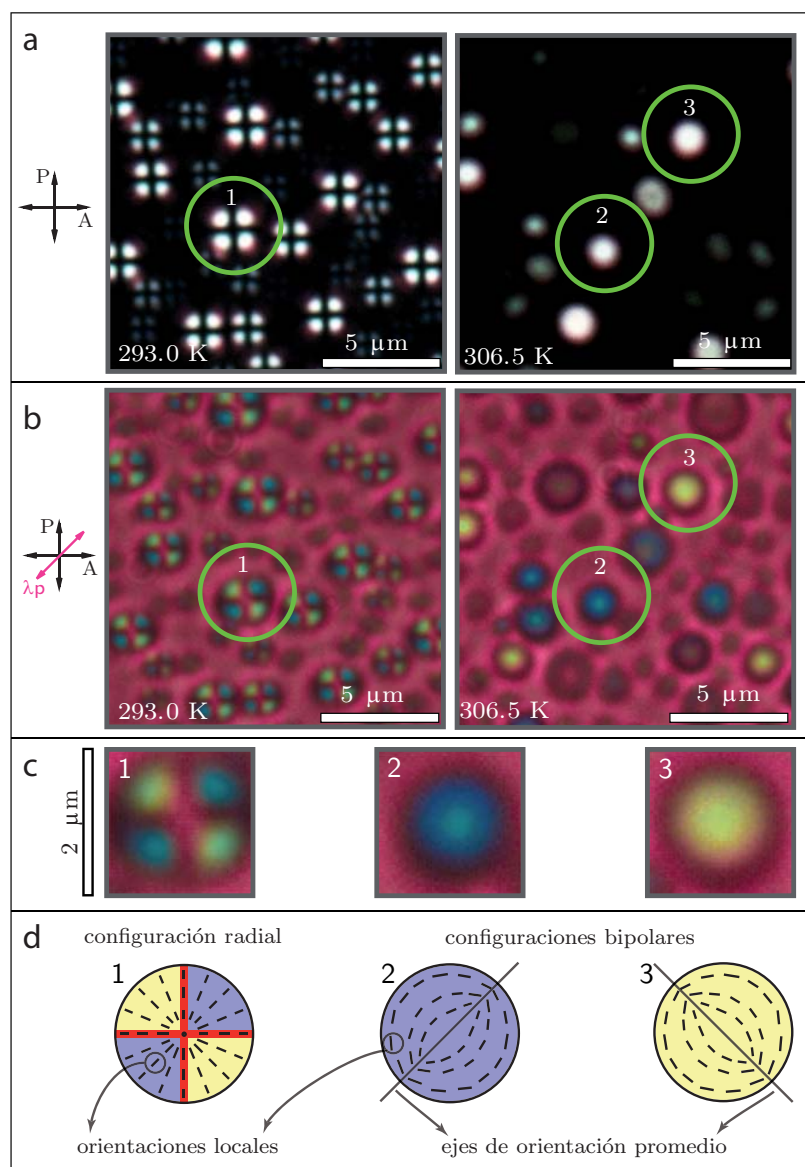 a
P
A
1
293.0 K
5 µm
3
2
306.5 K
5 µm
b
P
A
λp
1
293.0 K
5 µm
3
2
306.5 K
5 µm
c
2 µm
1
2
3
d
configuración radial
configuraciones bipolares
1
2
3
orientaciones locales
ejes de orientación promedio